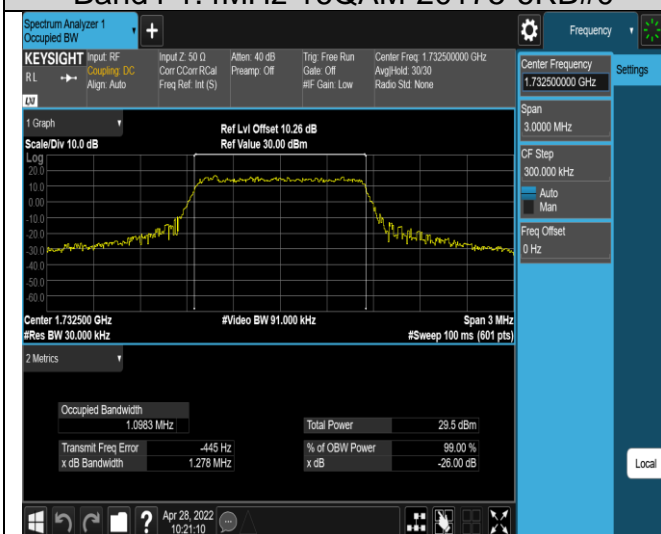 Spectrum Analyzer 1
Occupied BW
Frequency
KEYSIGHT
R L
LXI
Input: RF
Coupling: DC
Align: Auto
Input Z: 50 Ω
Corr CCorr RCal
Freq Ref: Int (S)
Atten: 40 dB
Preamp: Off
Trig: Free Run
Gate: Off
#IF Gain: Low
Center Freq: 1.732500000 GHz
Avg|Hold: 30/30
Radio Std: None
Center Frequency
1.732500000 GHz
Settings
Span
3.0000 MHz
CF Step
300.000 kHz
Auto
Man
Freq Offset
0 Hz
1 Graph
Scale/Div 10.0 dB
Ref Lvl Offset 10.26 dB
Ref Value 30.00 dBm
Log
20.0
10.0
0.00
-10.0
-20.0
-30.0
-40.0
-50.0
-60.0
Center 1.732500 GHz
#Video BW 91.000 kHz
Span 3 MHz
#Res BW 30.000 kHz
#Sweep 100 ms (601 pts)
2 Metrics
Occupied Bandwidth
1.0983 MHz
Total Power 29.5 dBm
Transmit Freq Error -445 Hz
% of OBW Power 99.00 %
x dB Bandwidth 1.278 MHz
x dB -26.00 dB
Local
?
Apr 28, 2022
10:21:10